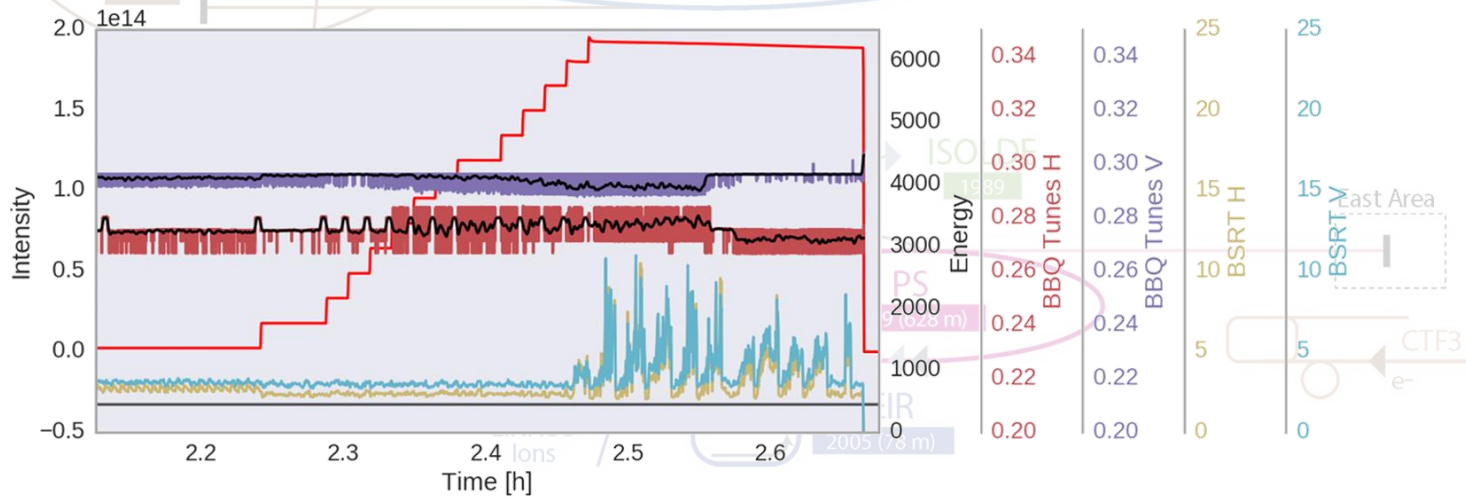 1e14
2.0
1.5
1.0
0.5
0.0
−0.5
Intensity
2.2
2.3
2.4
2.5
2.6
Time [h]
6000
5000
4000
3000
2000
1000
0
Energy
0.34
0.32
0.30
0.28
0.26
0.24
0.22
0.20
BBQ Tunes H
0.34
0.32
0.30
0.28
0.26
0.24
0.22
0.20
BBQ Tunes V
25
20
15
10
5
0
BSRT H
25
20
15
10
5
0
BSRT V
ISOLDE
1989
East Area
PS
(628 m)
CTF3
e–
EIR
2005 (78 m)
Ions